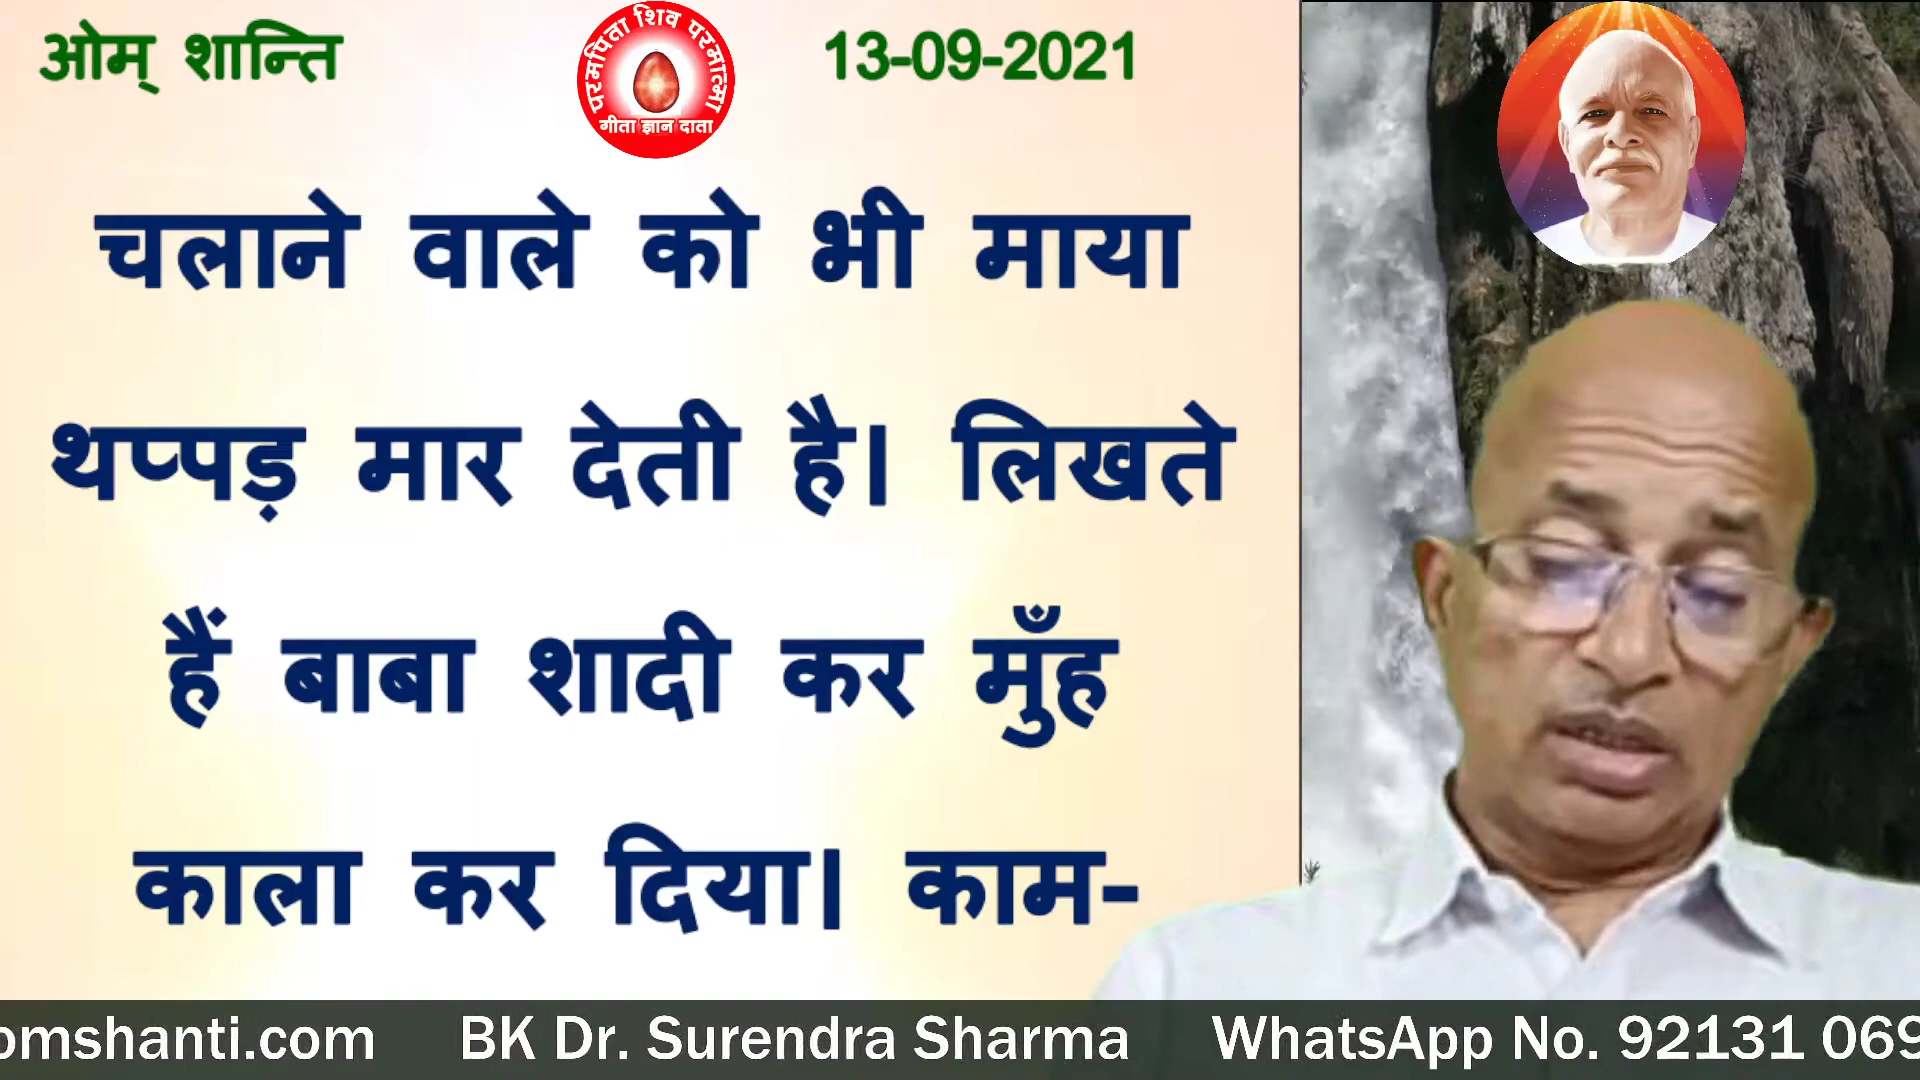 ओम् शान्ति
परमपिता शिव परमात्मा
गीता ज्ञान दाता
13-09-2021
चलाने वाले को भी माया
थप्पड़ मार देती है। लिखते
हैं बाबा शादी कर मुँह
काला कर दिया। काम-
omshanti.com BK Dr. Surendra Sharma WhatsApp No. 92131 069